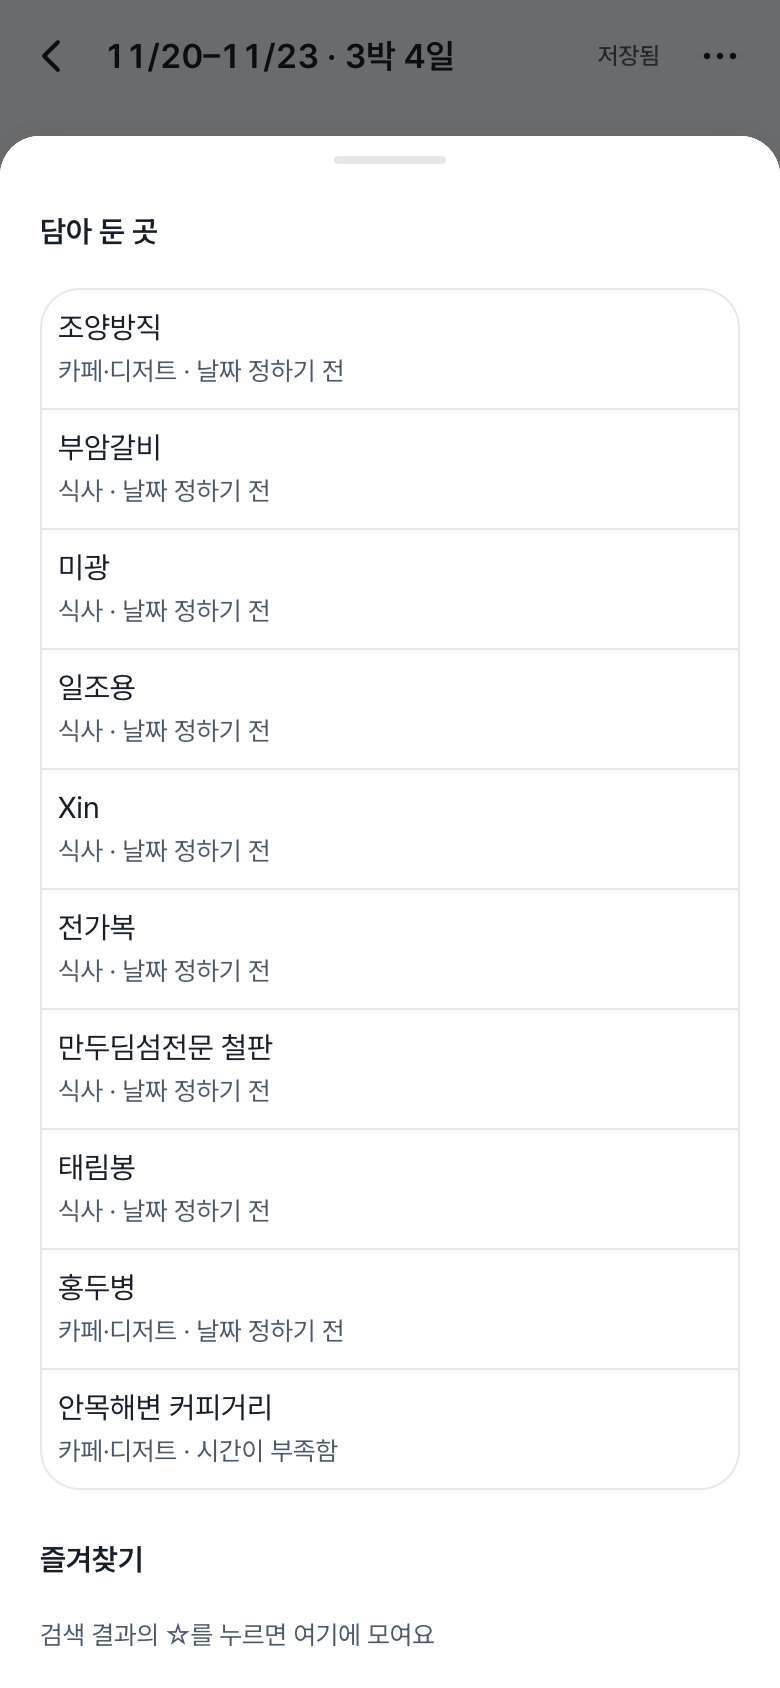 11/20–11/23 · 3박 4일
저장됨
담아 둔 곳
조양방직
카페·디저트 · 날짜 정하기 전
부암갈비
식사 · 날짜 정하기 전
미광
식사 · 날짜 정하기 전
일조용
식사 · 날짜 정하기 전
Xin
식사 · 날짜 정하기 전
전가복
식사 · 날짜 정하기 전
만두딤섬전문 철판
식사 · 날짜 정하기 전
태림봉
식사 · 날짜 정하기 전
홍두병
카페·디저트 · 날짜 정하기 전
안목해변 커피거리
카페·디저트 · 시간이 부족함
즐겨찾기
검색 결과의 ☆를 누르면 여기에 모여요